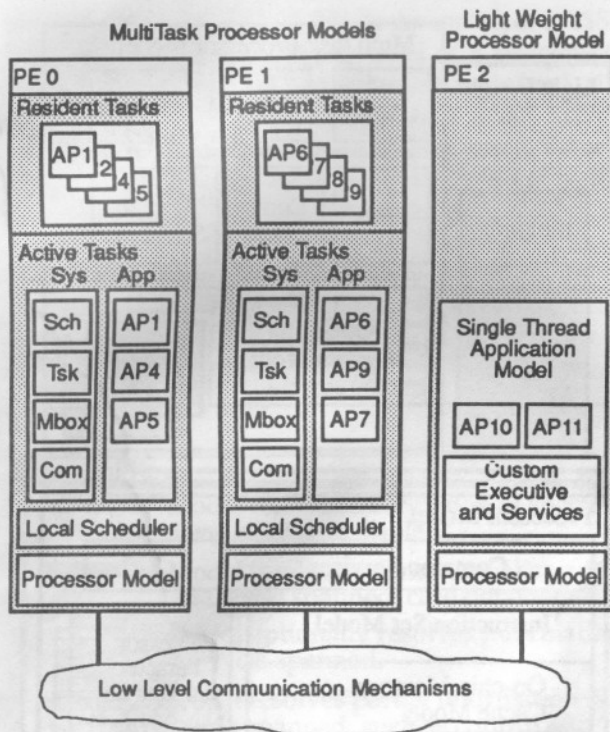 MultiTask Processor Models
Light Weight
Processor Model
PE 0
Resident Tasks
AP1
2
4
5
Active Tasks
Sys App
Sch AP1
Tsk AP4
Mbox AP5
Com
Local Scheduler
Processor Model
PE 1
Resident Tasks
AP6
7
8
9
Active Tasks
Sys App
Sch AP6
Tsk AP9
Mbox AP7
Com
Local Scheduler
Processor Model
PE 2
Single Thread
Application
Model
AP10 AP11
Custom
Executive
and Services
Processor Model
Low Level Communication Mechanisms